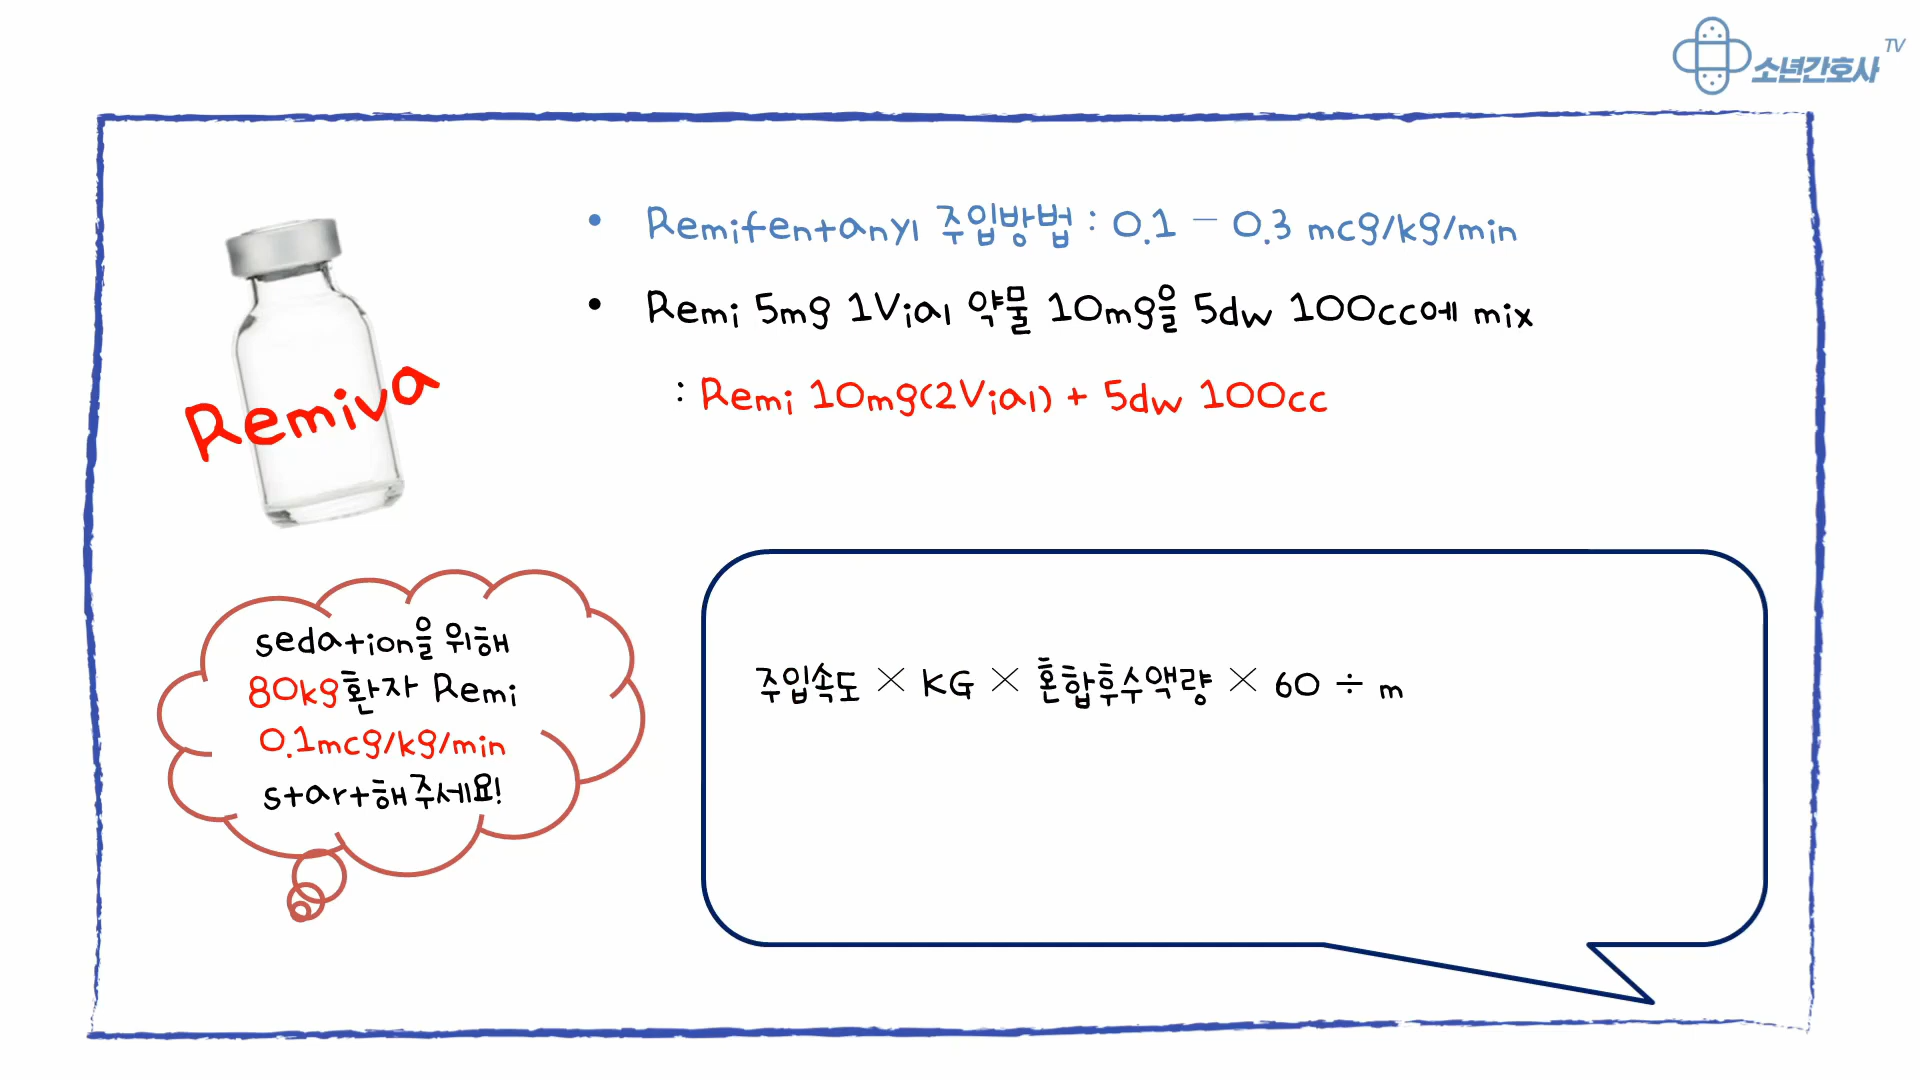 소년간호사 TV
• Remifentanyl 주입방법 : 0.1 – 0.3 mcg/kg/min
• Remi 5mg 1Vial 약물 10mg을 5dw 100cc에 mix
: Remi 10mg(2Vial) + 5dw 100cc
Remiva
sedation을 위해
80kg환자 Remi
0.1mcg/kg/min
start해주세요!
주입속도 × KG × 혼합후수액량 × 60 ÷ m